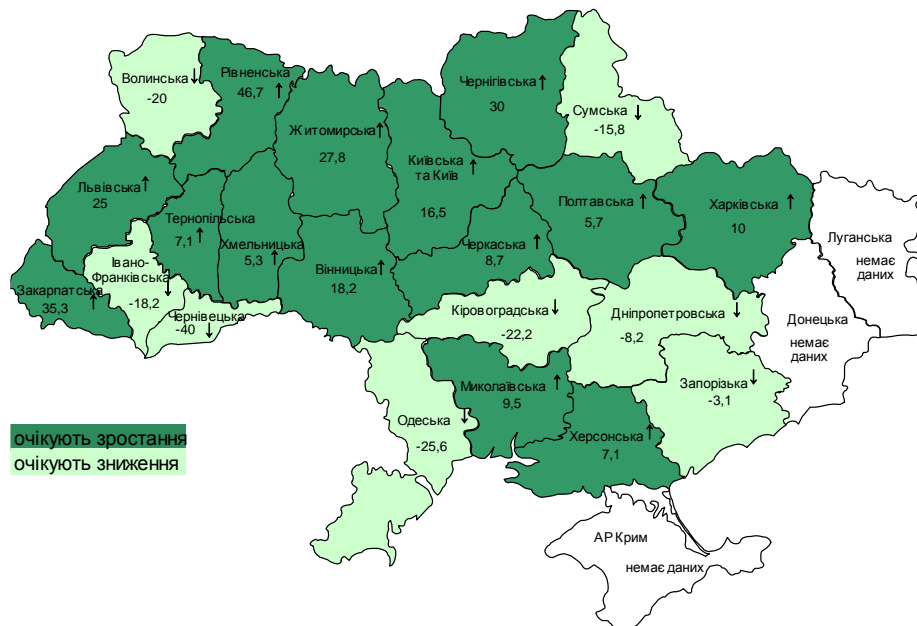 Волинська ↓
-20
Рівненська
46,7 ↑
Житомирська ↑
27,8
Чернігівська ↑
30
Сумська ↓
-15,8
Київська
та Київ ↑
16,5
Львівська ↑
25
Тернопільська
7,1 ↑
Хмельницька
5,3 ↑
Вінницька ↑
18,2
Черкаська ↑
8,7
Полтавська ↑
5,7
Харківська ↑
10
Луганська
немає
даних
Закарпатська
35,3 ↑
Івано-
Франківська
-18,2 ↓
Чернівецька
-40 ↓
Кіровоградська ↓
-22,2
Дніпропетровська ↓
-8,2
Донецька
немає
даних
Запорізька ↓
-3,1
Миколаївська ↑
9,5
Одеська ↓
-25,6
Херсонська ↑
7,1
очікують зростання
очікують зниження
АР Крим
немає даних